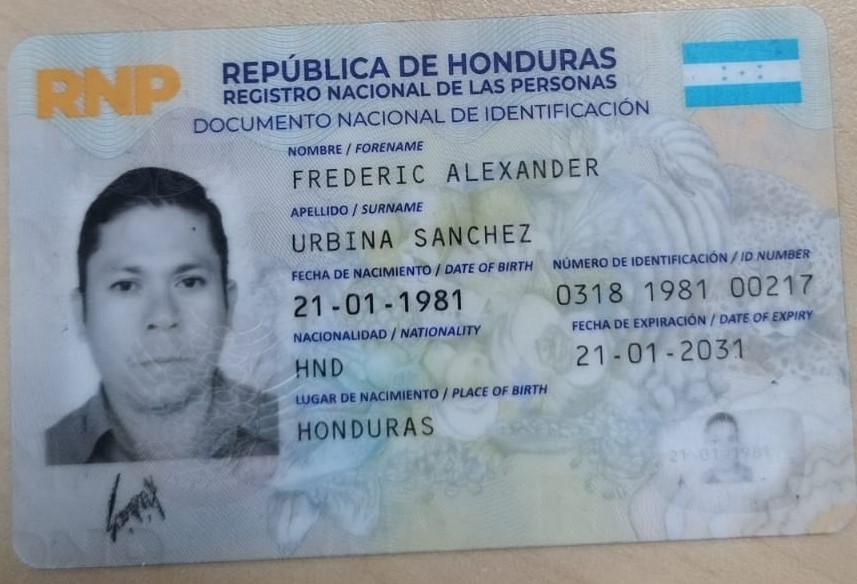 RNP
REPÚBLICA DE HONDURAS
REGISTRO NACIONAL DE LAS PERSONAS
DOCUMENTO NACIONAL DE IDENTIFICACIÓN
NOMBRE / FORENAME
FREDERIC ALEXANDER
APELLIDO / SURNAME
URBINA SANCHEZ
FECHA DE NACIMIENTO / DATE OF BIRTH
21-01-1981
NÚMERO DE IDENTIFICACIÓN / ID NUMBER
0318 1981 00217
NACIONALIDAD / NATIONALITY
HND
FECHA DE EXPIRACIÓN / DATE OF EXPIRY
21-01-2031
LUGAR DE NACIMIENTO / PLACE OF BIRTH
HONDURAS
21-01-1981